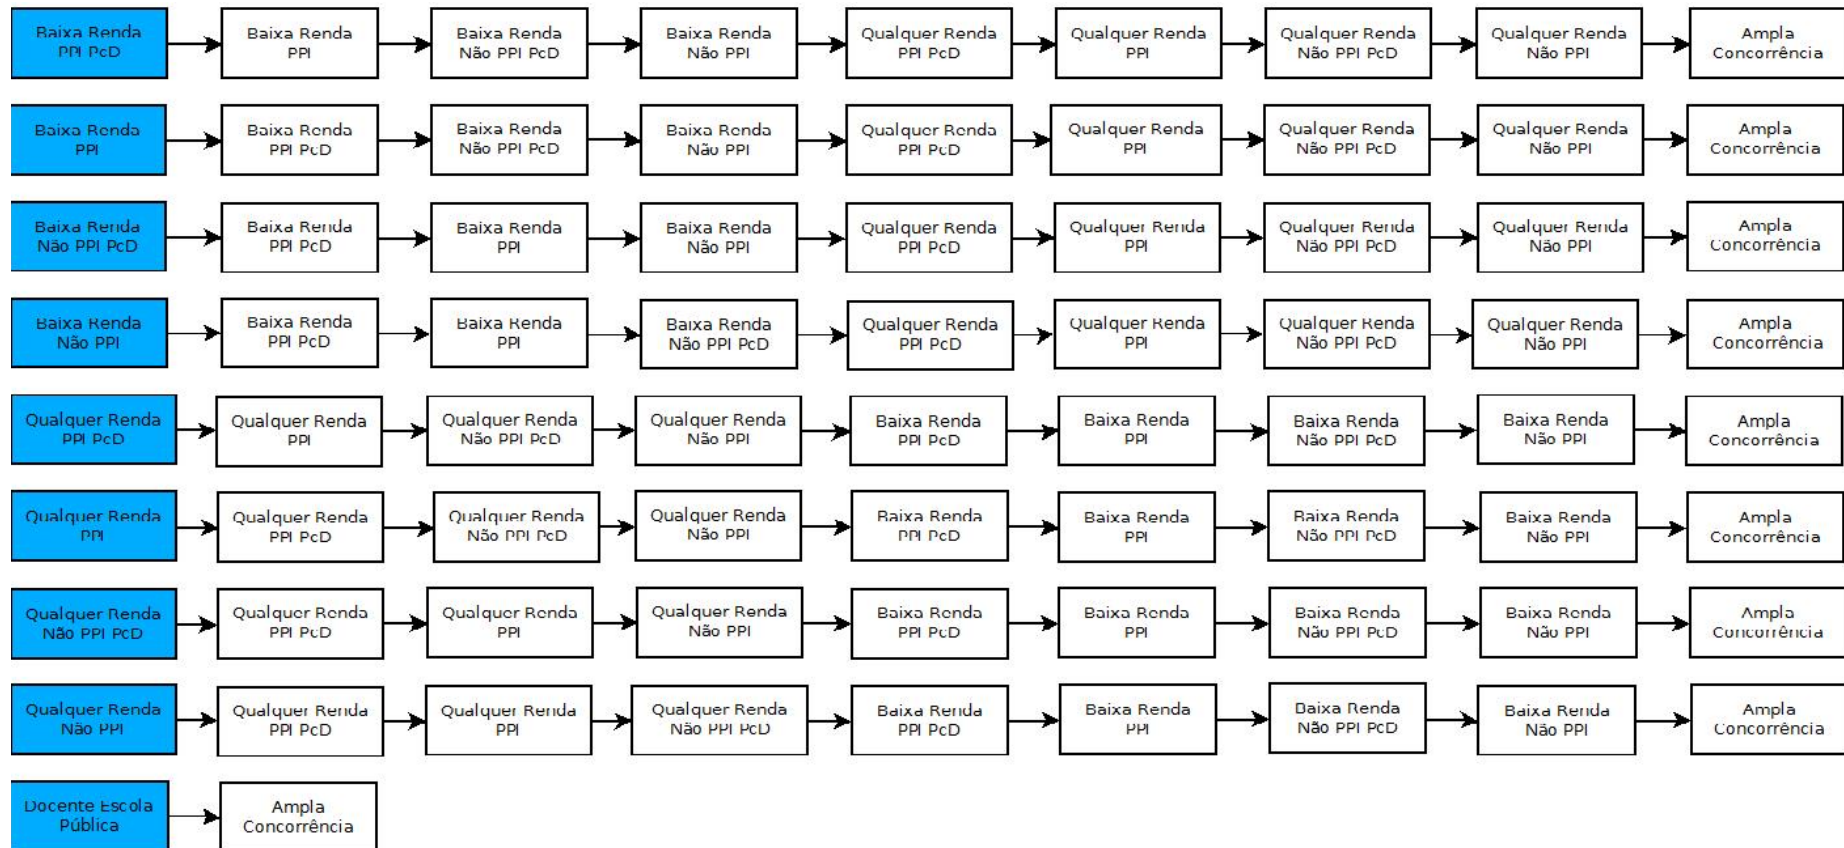 Baixa Renda
PPI PcD
Baixa Renda
PPI
Baixa Renda
Não PPI PcD
Baixa Renda
Não PPI
Qualquer Renda
PPI PcD
Qualquer Renda
PPI
Qualquer Renda
Não PPI PcD
Qualquer Renda
Não PPI
Ampla
Concorrência
Baixa Renda
PPI
Baixa Renda
PPI PcD
Baixa Renda
Não PPI PcD
Baixa Renda
Não PPI
Qualquer Renda
PPI PcD
Qualquer Renda
PPI
Qualquer Renda
Não PPI PcD
Qualquer Renda
Não PPI
Ampla
Concorrência
Baixa Renda
Não PPI PcD
Baixa Renda
PPI PcD
Baixa Renda
PPI
Baixa Renda
Não PPI
Qualquer Renda
PPI PcD
Qualquer Renda
PPI
Qualquer Renda
Não PPI PcD
Qualquer Renda
Não PPI
Ampla
Concorrência
Baixa Renda
Não PPI
Baixa Renda
PPI PcD
Baixa Renda
PPI
Baixa Renda
Não PPI PcD
Qualquer Renda
PPI PcD
Qualquer Renda
PPI
Qualquer Renda
Não PPI PcD
Qualquer Renda
Não PPI
Ampla
Concorrência
Qualquer Renda
PPI PcD
Qualquer Renda
PPI
Qualquer Renda
Não PPI PcD
Qualquer Renda
Não PPI
Baixa Renda
PPI PcD
Baixa Renda
PPI
Baixa Renda
Não PPI PcD
Baixa Renda
Não PPI
Ampla
Concorrência
Qualquer Renda
PPI
Qualquer Renda
PPI PcD
Qualquer Renda
Não PPI PcD
Qualquer Renda
Não PPI
Baixa Renda
PPI PcD
Baixa Renda
PPI
Baixa Renda
Não PPI PcD
Baixa Renda
Não PPI
Ampla
Concorrência
Qualquer Renda
Não PPI PcD
Qualquer Renda
PPI PcD
Qualquer Renda
PPI
Qualquer Renda
Não PPI
Baixa Renda
PPI PcD
Baixa Renda
PPI
Baixa Renda
Não PPI PcD
Baixa Renda
Não PPI
Ampla
Concorrência
Qualquer Renda
Não PPI
Qualquer Renda
PPI PcD
Qualquer Renda
PPI
Qualquer Renda
Não PPI PcD
Baixa Renda
PPI PcD
Baixa Renda
PPI
Baixa Renda
Não PPI PcD
Baixa Renda
Não PPI
Ampla
Concorrência
Docente Escola
Pública
Ampla
Concorrência